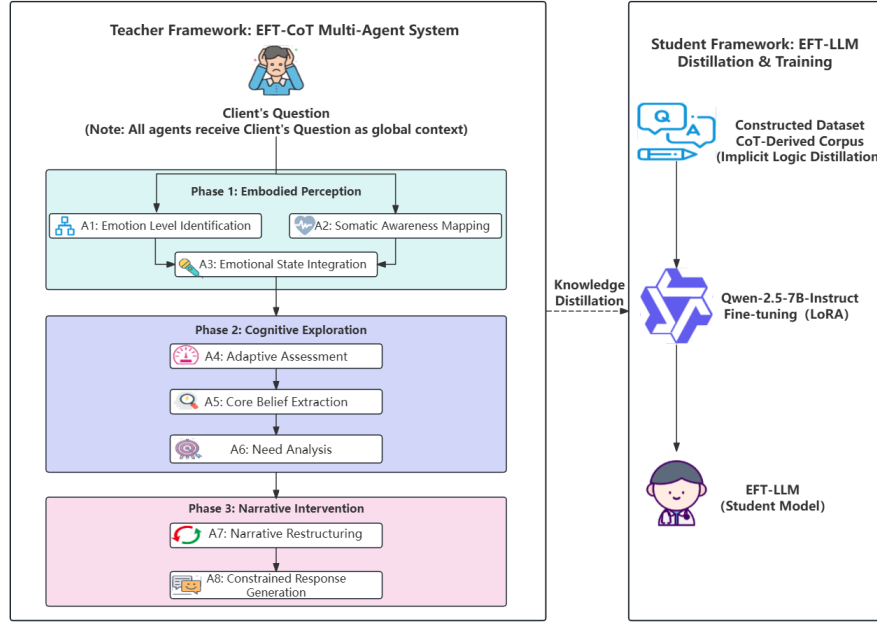 Teacher Framework: EFT-CoT Multi-Agent System
Client's Question
(Note: All agents receive Client's Question as global context)
Phase 1: Embodied Perception
A1: Emotion Level Identification
A2: Somatic Awareness Mapping
A3: Emotional State Integration
Phase 2: Cognitive Exploration
A4: Adaptive Assessment
A5: Core Belief Extraction
A6: Need Analysis
Phase 3: Narrative Intervention
A7: Narrative Restructuring
A8: Constrained Response
Generation
Knowledge
Distillation
Student Framework: EFT-LLM
Distillation & Training
Q
A
Constructed Dataset
CoT-Derived Corpus
(Implicit Logic Distillation
Qwen-2.5-7B-Instruct
Fine-tuning (LoRA)
EFT-LLM
(Student Model)